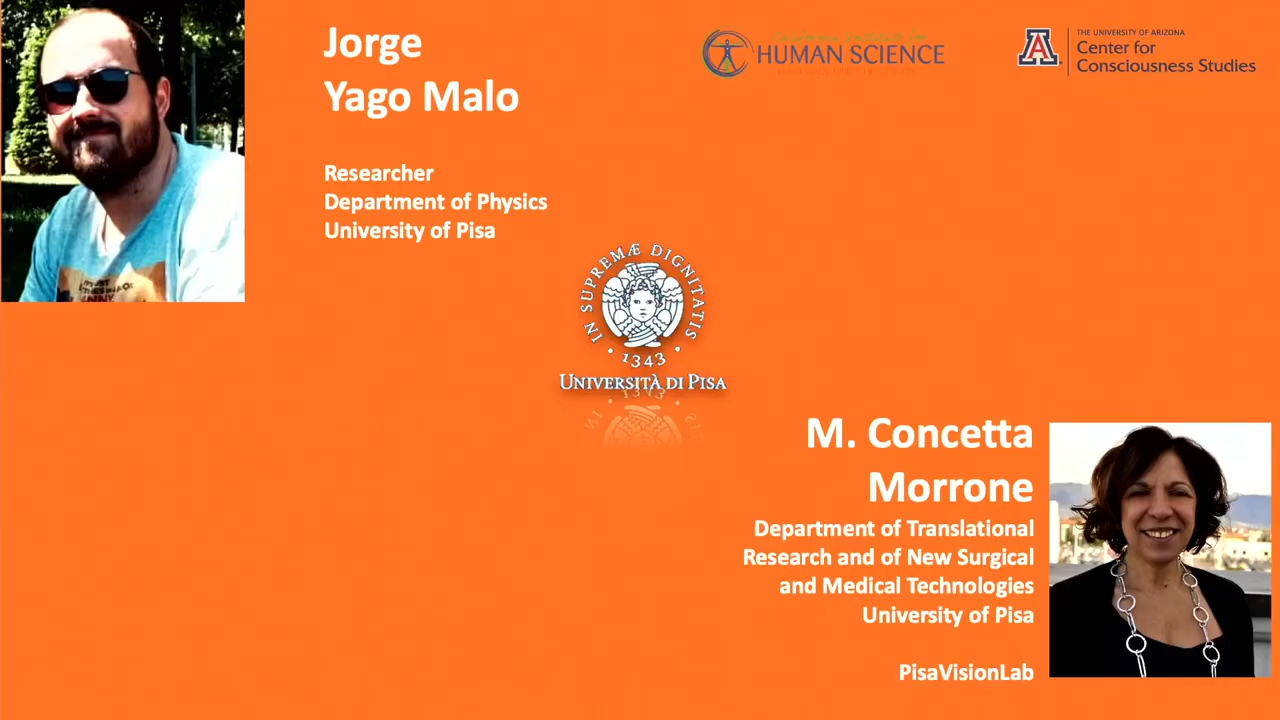 Jorge
Yago Malo
Researcher
Department of Physics
University of Pisa
HUMAN SCIENCE
THE UNIVERSITY OF ARIZONA
Center for
Consciousness Studies
A
IN SUPREMÆ DIGNITATIS
• 1343 •
UNIVERSITÀ DI PISA
M. Concetta
Morrone
Department of Translational
Research and of New Surgical
and Medical Technologies
University of Pisa
PisaVisionLab